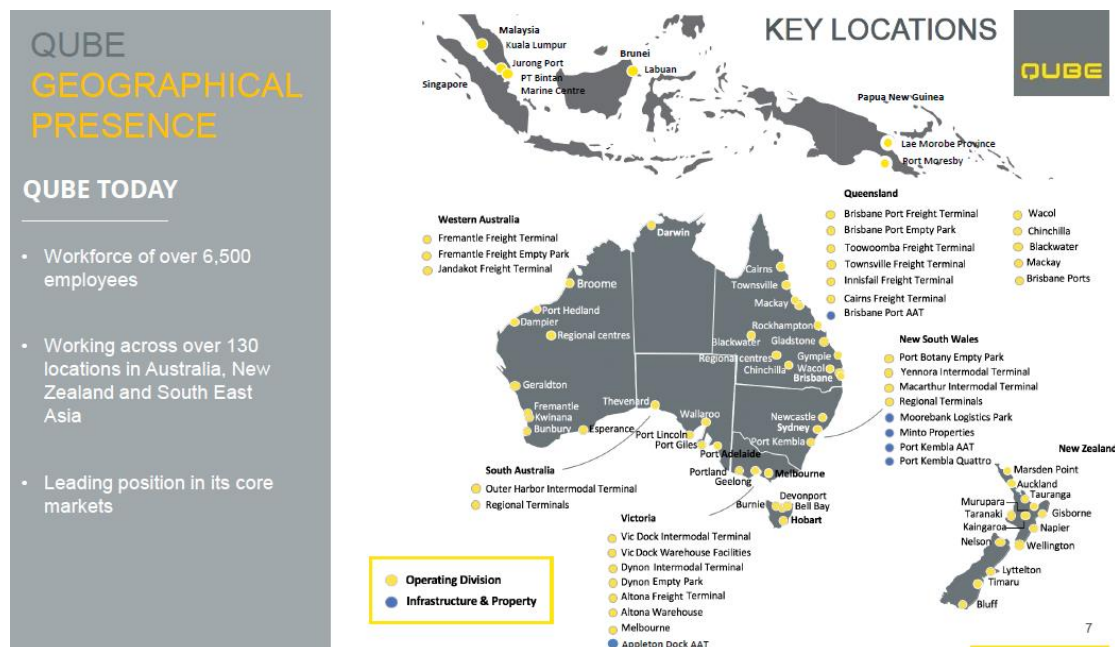 QUBE
GEOGRAPHICAL
PRESENCE
QUBE TODAY
• Workforce of over 6,500
employees
• Working across over 130
locations in Australia, New
Zealand and South East
Asia
• Leading position in its core
markets
KEY LOCATIONS
QUBE
Malaysia
Kuala Lumpur
Jurong Port
PT Bintan
Marine Centre
Singapore
Brunei
Labuan
Papua New Guinea
Lae Morobe Province
Port Moresby
Western Australia
Fremantle Freight Terminal
Fremantle Freight Empty Park
Jandakot Freight Terminal
Queensland
Brisbane Port Freight Terminal
Brisbane Port Empty Park
Toowoomba Freight Terminal
Townsville Freight Terminal
Innisfail Freight Terminal
Cairns Freight Terminal
Brisbane Port AAT
Wacol
Chinchilla
Blackwater
Mackay
Brisbane Ports
Darwin
Broome
Port Hedland
Dampier
Regional centres
Geraldton
Fremantle
Kwinana
Bunbury
Esperance
Thevenard
Wallaroo
Port Lincoln
Port Giles
Port Adelaide
Cairns
Townsville
Mackay
Rockhampton
Blackwater
Gladstone
Regional centres
Gympie
Chinchilla
Wacol
Brisbane
Newcastle
Sydney
Port Kembla
Portland
Geelong
Melbourne
Burnie
Devonport
Bell Bay
Hobart
New South Wales
Port Botany Empty Park
Yennora Intermodal Terminal
Macarthur Intermodal Terminal
Regional Terminals
Moorebank Logistics Park
Minto Properties
Port Kembla AAT
Port Kembla Quattro
South Australia
Outer Harbor Intermodal Terminal
Regional Terminals
Victoria
Vic Dock Intermodal Terminal
Vic Dock Warehouse Facilities
Dynon Intermodal Terminal
Dynon Empty Park
Altona Freight Terminal
Altona Warehouse
Melbourne
Appleton Dock AAT
New Zealand
Marsden Point
Auckland
Tauranga
Murupara
Taranaki
Gisborne
Kaingaroa
Napier
Nelson
Wellington
Lyttelton
Timaru
Bluff
Operating Division
Infrastructure & Property
7